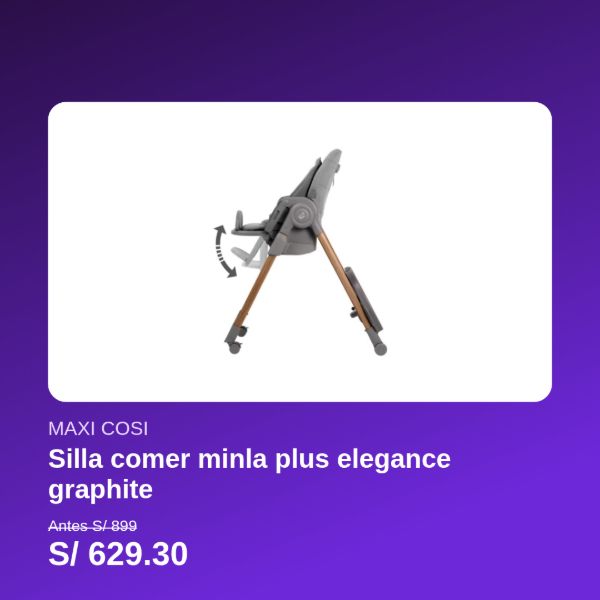 MAXI COSI
Silla comer minla plus elegance
graphite
Antes S/ 899
S/ 629.30